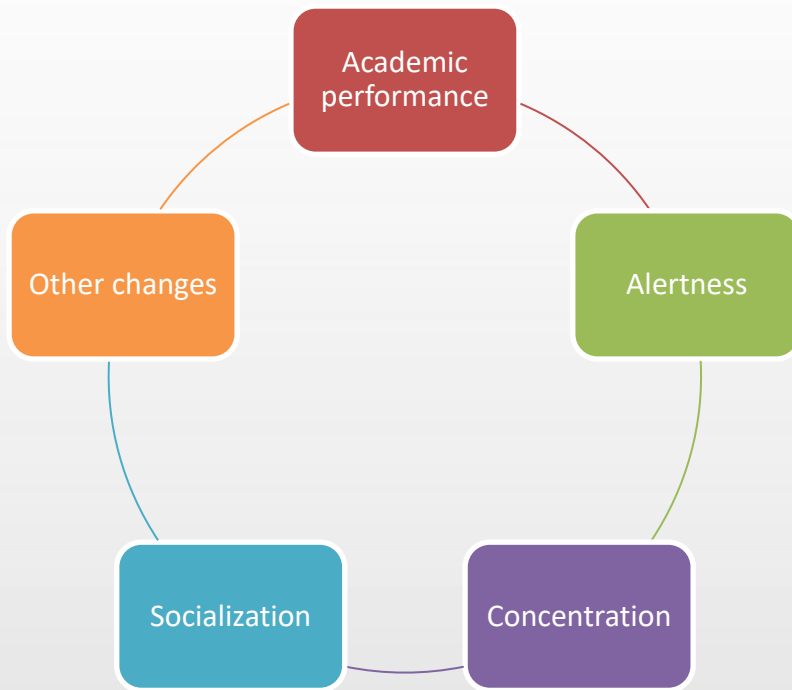 Academic
performance
Alertness
Concentration
Socialization
Other changes